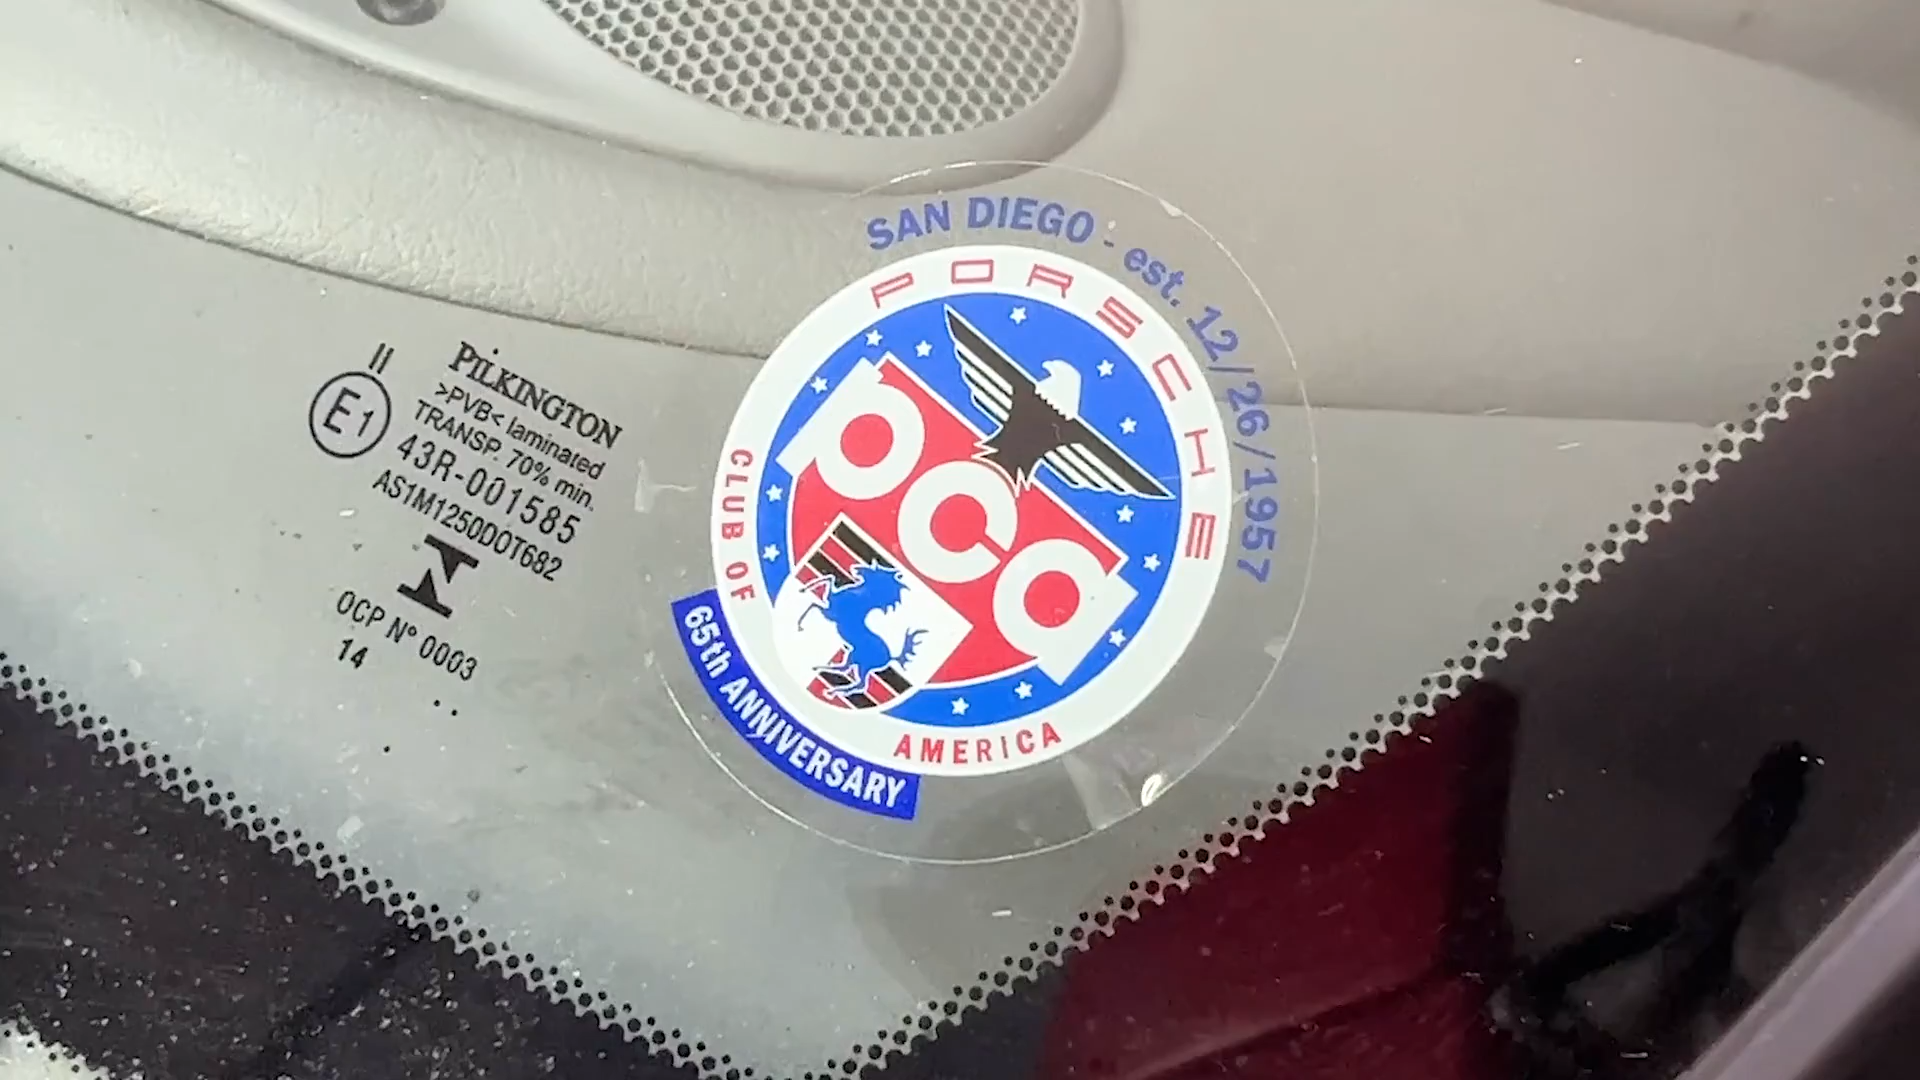 II
E1
PILKINGTON
>PVB< laminated
TRANSP. 70% min.
43R-001585
AS1M1250DOT682
N
OCP N° 0003
14
SAN DIEGO - est. 12/26/1957
PORSCHE
CLUB OF
AMERICA
pca
65th ANNIVERSARY